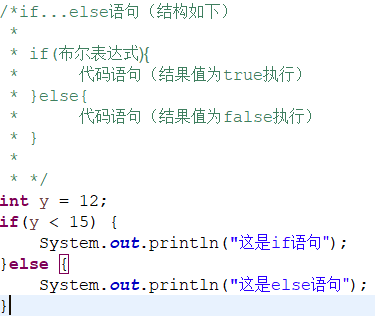 /*if...else语句（结构如下）
 *
 * if(布尔表达式){
 *      代码语句（结果值为true执行）
 * }else{
 *      代码语句（结果值为false执行）
 * }
 *
 * */
int y = 12;
if(y < 15) {
    System.out.println("这是if语句");
}else {
    System.out.println("这是else语句");
}